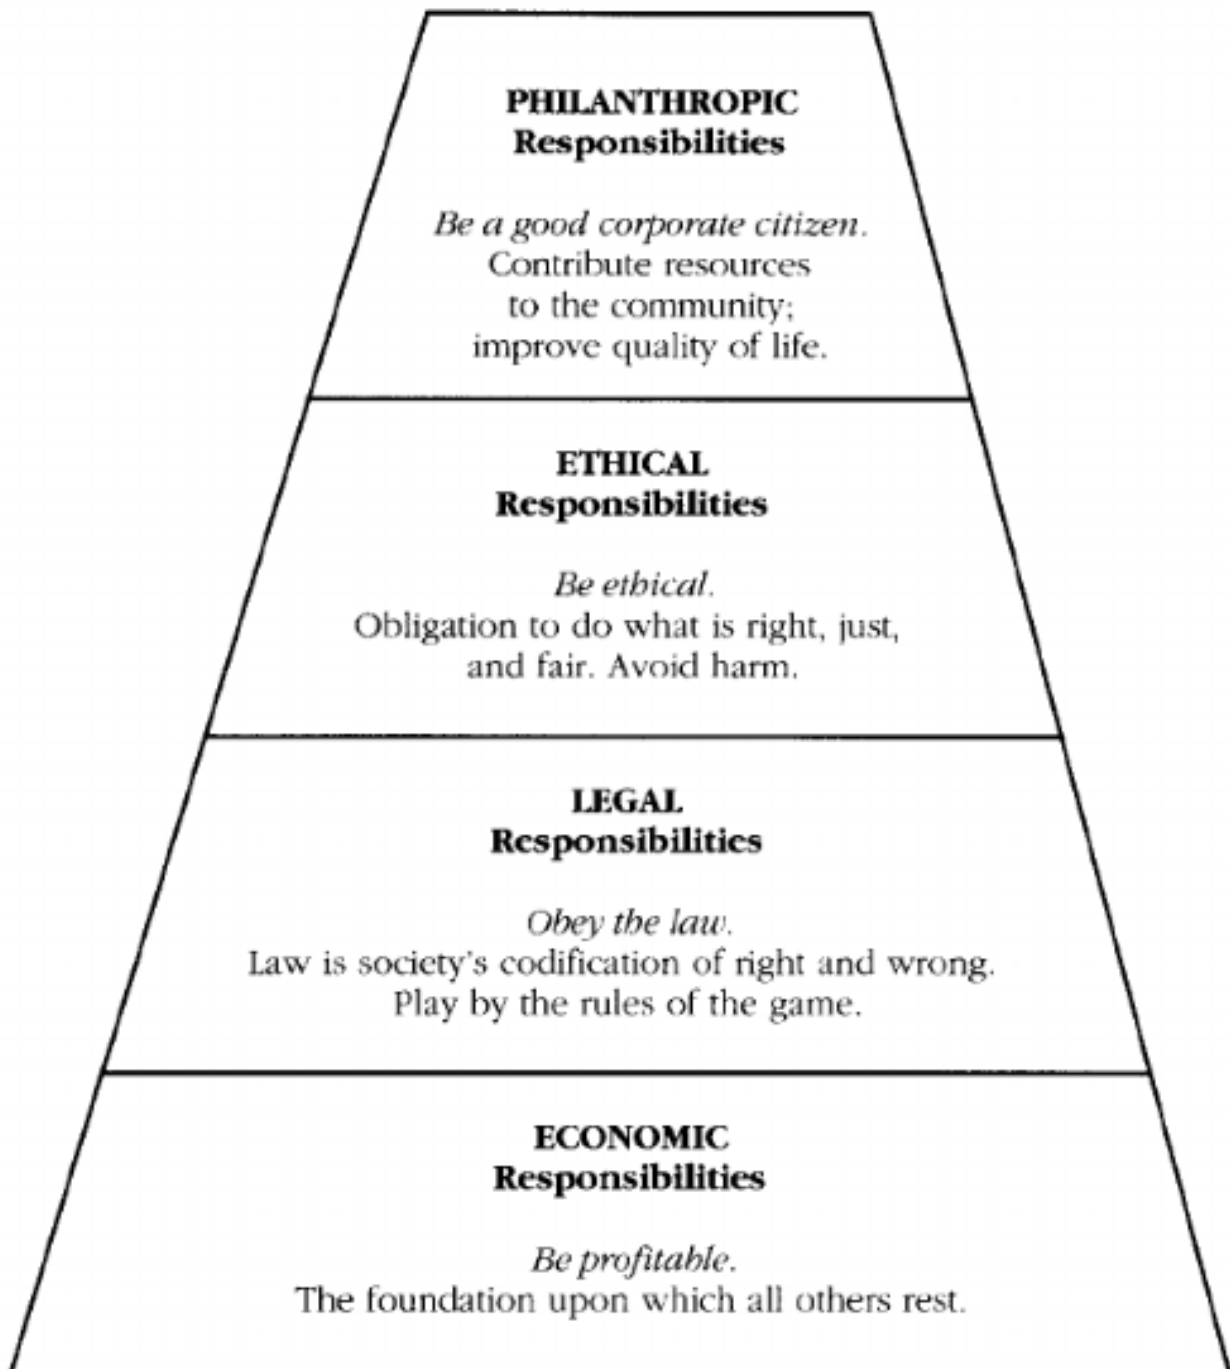 PHILANTHROPIC
Responsibilities
Be a good corporate citizen.
Contribute resources
to the community;
improve quality of life.
ETHICAL
Responsibilities
Be ethical.
Obligation to do what is right, just,
and fair. Avoid harm.
LEGAL
Responsibilities
Obey the law.
Law is society's codification of right and wrong.
Play by the rules of the game.
ECONOMIC
Responsibilities
Be profitable.
The foundation upon which all others rest.